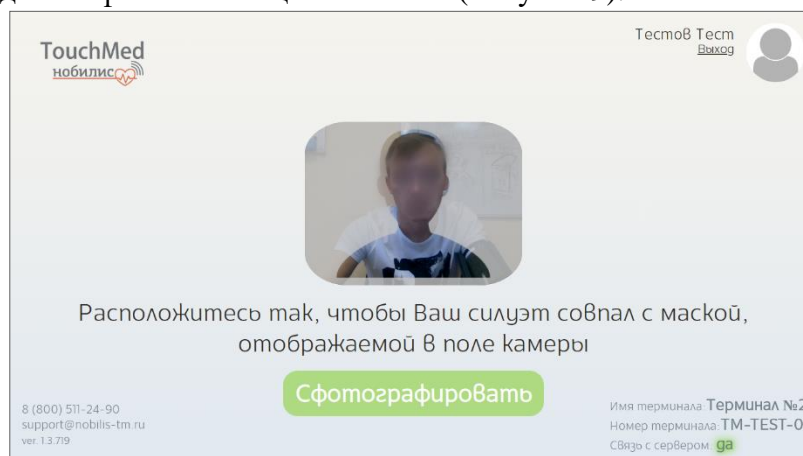 TouchMed
нобилис
Тестов Тест
Выход
Расположитесь так, чтобы Ваш силуэт совпал с маской,
отображаемой в поле камеры
Сфотографировать
8 (800) 511-24-90
support@nobilis-tm.ru
ver. 1.3.719
Имя терминала: Терминал №2
Номер терминала: TM-TEST-0
Связь с сервером: да